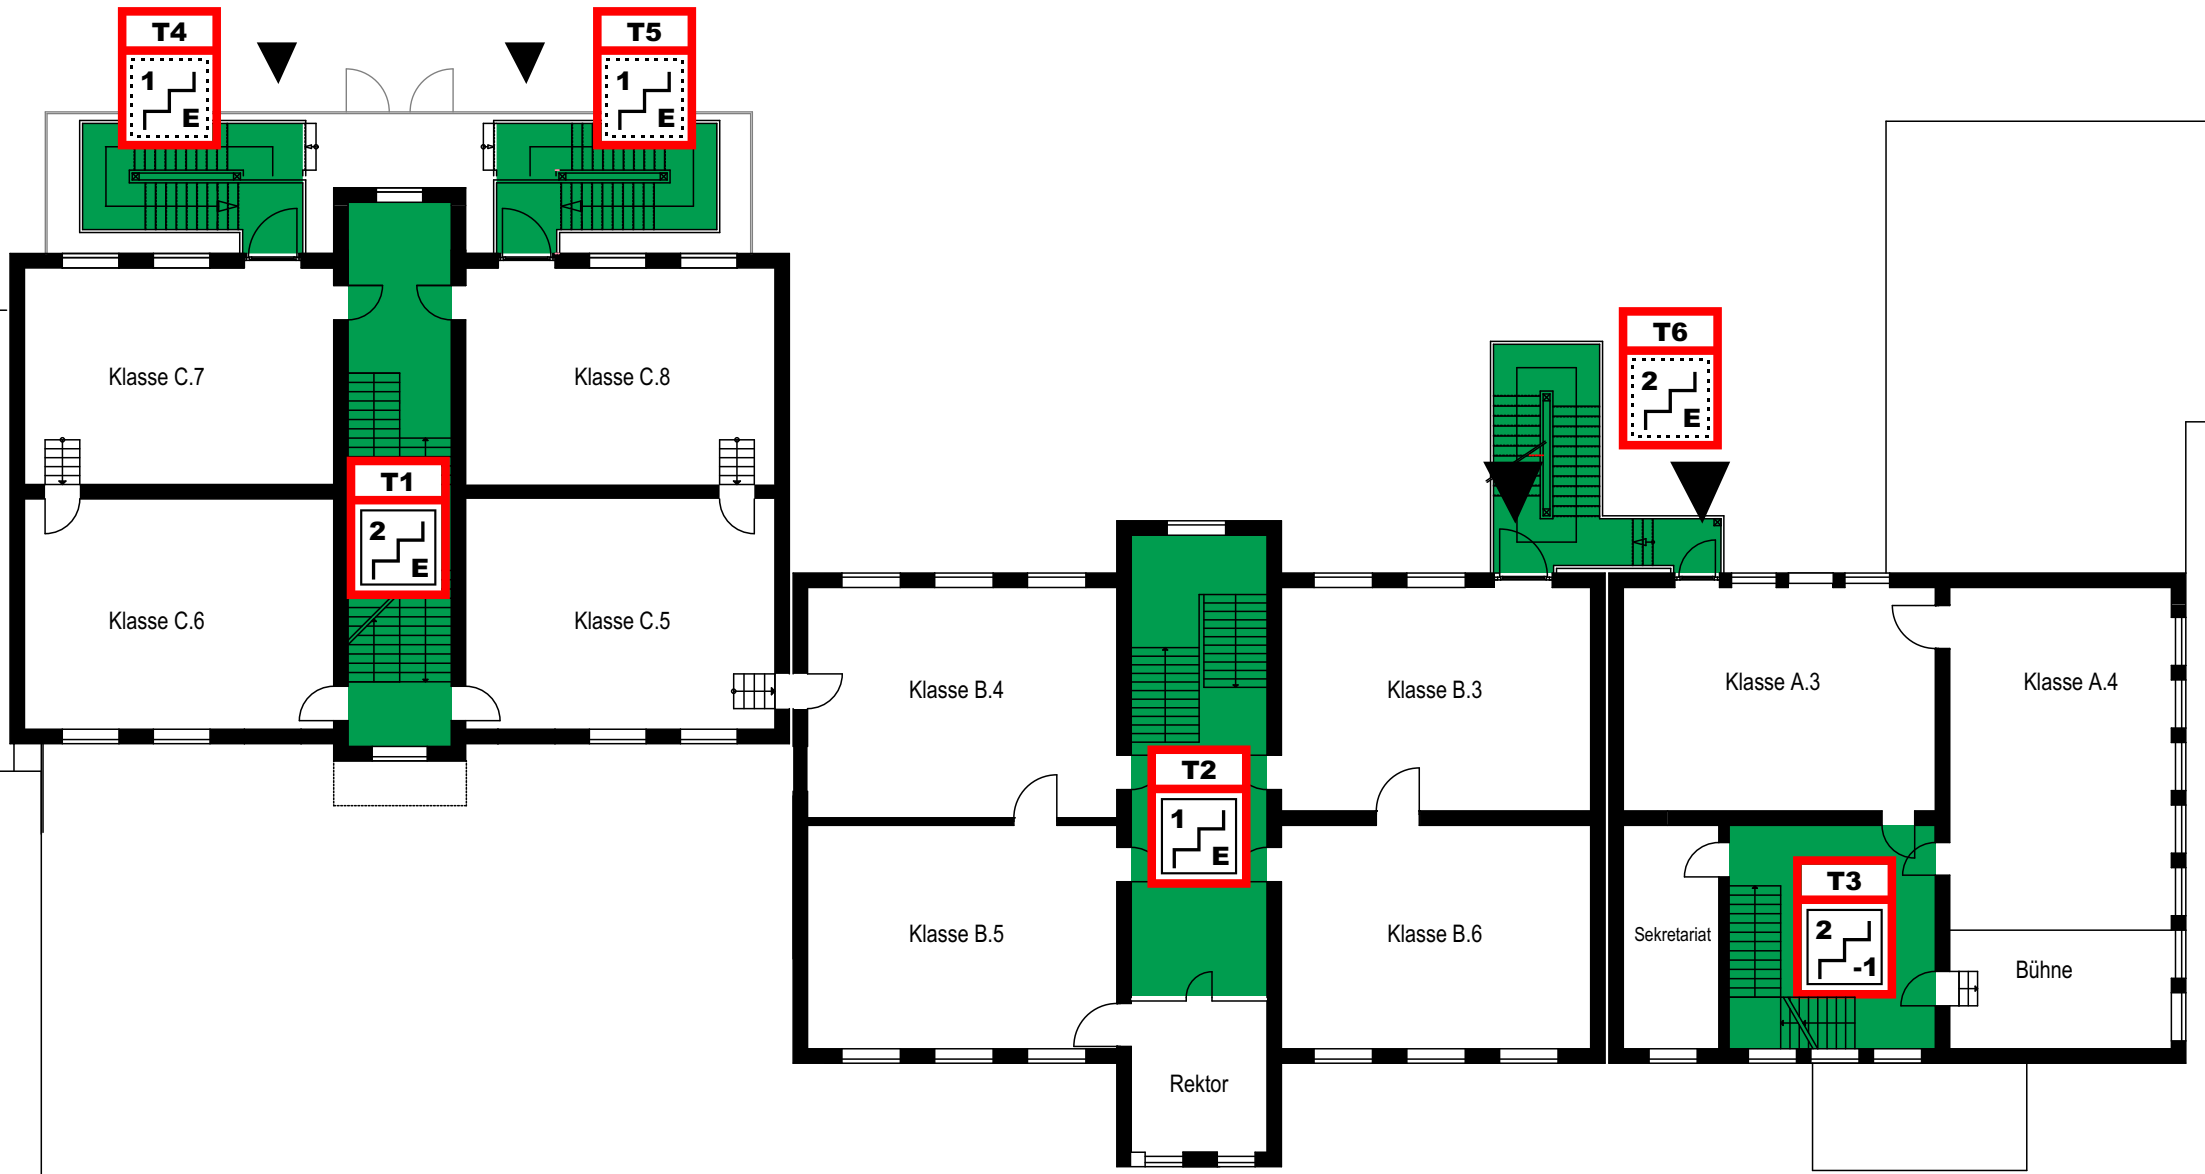 T4
1
E
T5
1
E
T6
2
E
Klasse C.7
Klasse C.8
T1
2
E
Klasse C.6
Klasse C.5
Klasse B.4
Klasse B.3
Klasse A.3
Klasse A.4
T2
1
E
T3
2
-1
Klasse B.5
Klasse B.6
Sekretariat
Bühne
Rektor